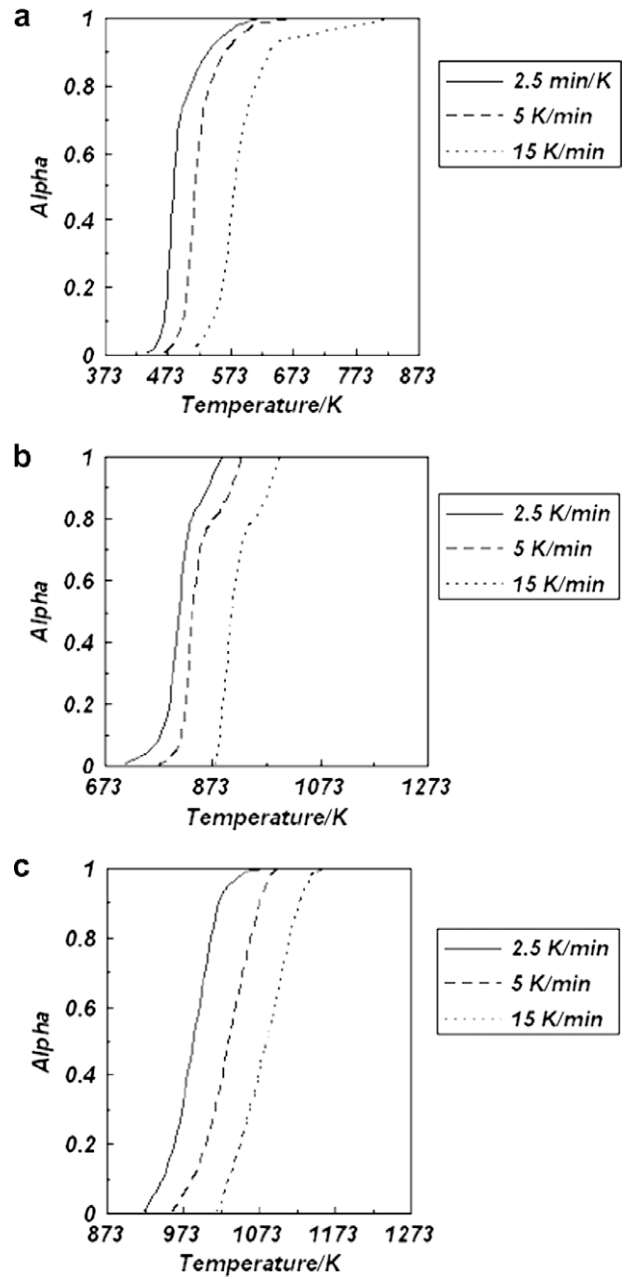 a
1
0.8
0.6
0.4
0.2
0
Alpha
373 473 573 673 773 873
Temperature/K
2.5 min/K
5 K/min
15 K/min
b
1
0.8
0.6
0.4
0.2
0
Alpha
673 873 1073 1273
Temperature/K
2.5 K/min
5 K/min
15 K/min
c
1
0.8
0.6
0.4
0.2
0
Alpha
873 973 1073 1173 1273
Temperature/K
2.5 K/min
5 K/min
15 K/min